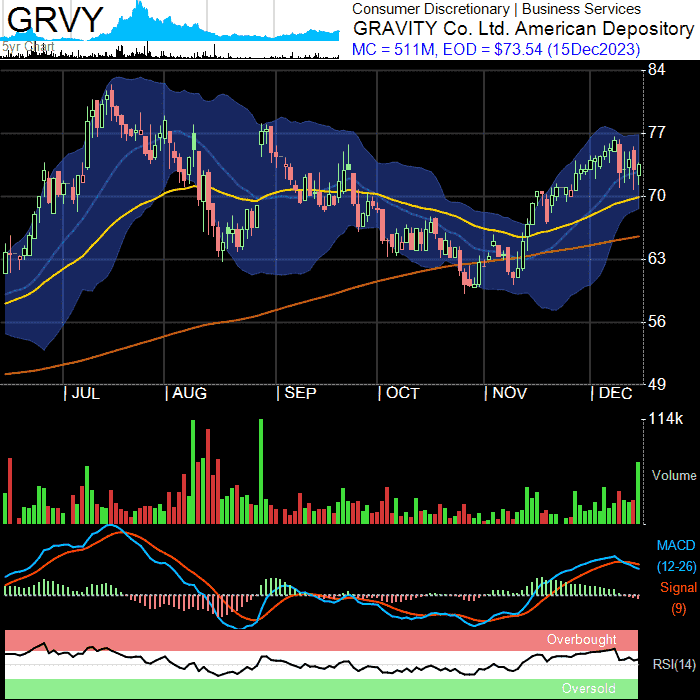 GRVY
5yr Chart
Consumer Discretionary | Business Services
GRAVITY Co. Ltd. American Depository
MC = 511M, EOD = $73.54 (15Dec2023)
84
77
70
63
56
49
JUL AUG SEP OCT NOV DEC
114k
Volume
MACD
(12-26)
Signal
(9)
Overbought
RSI(14)
Oversold